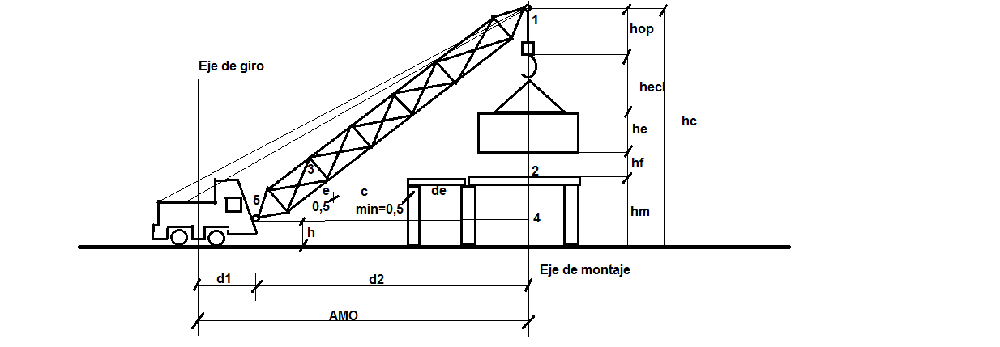 1
hop
Eje de giro
hecl
hc
he
hf
3
2
e
c
de
5
0,5
min=0,5
4
hm
h
Eje de montaje
d1
d2
AMO